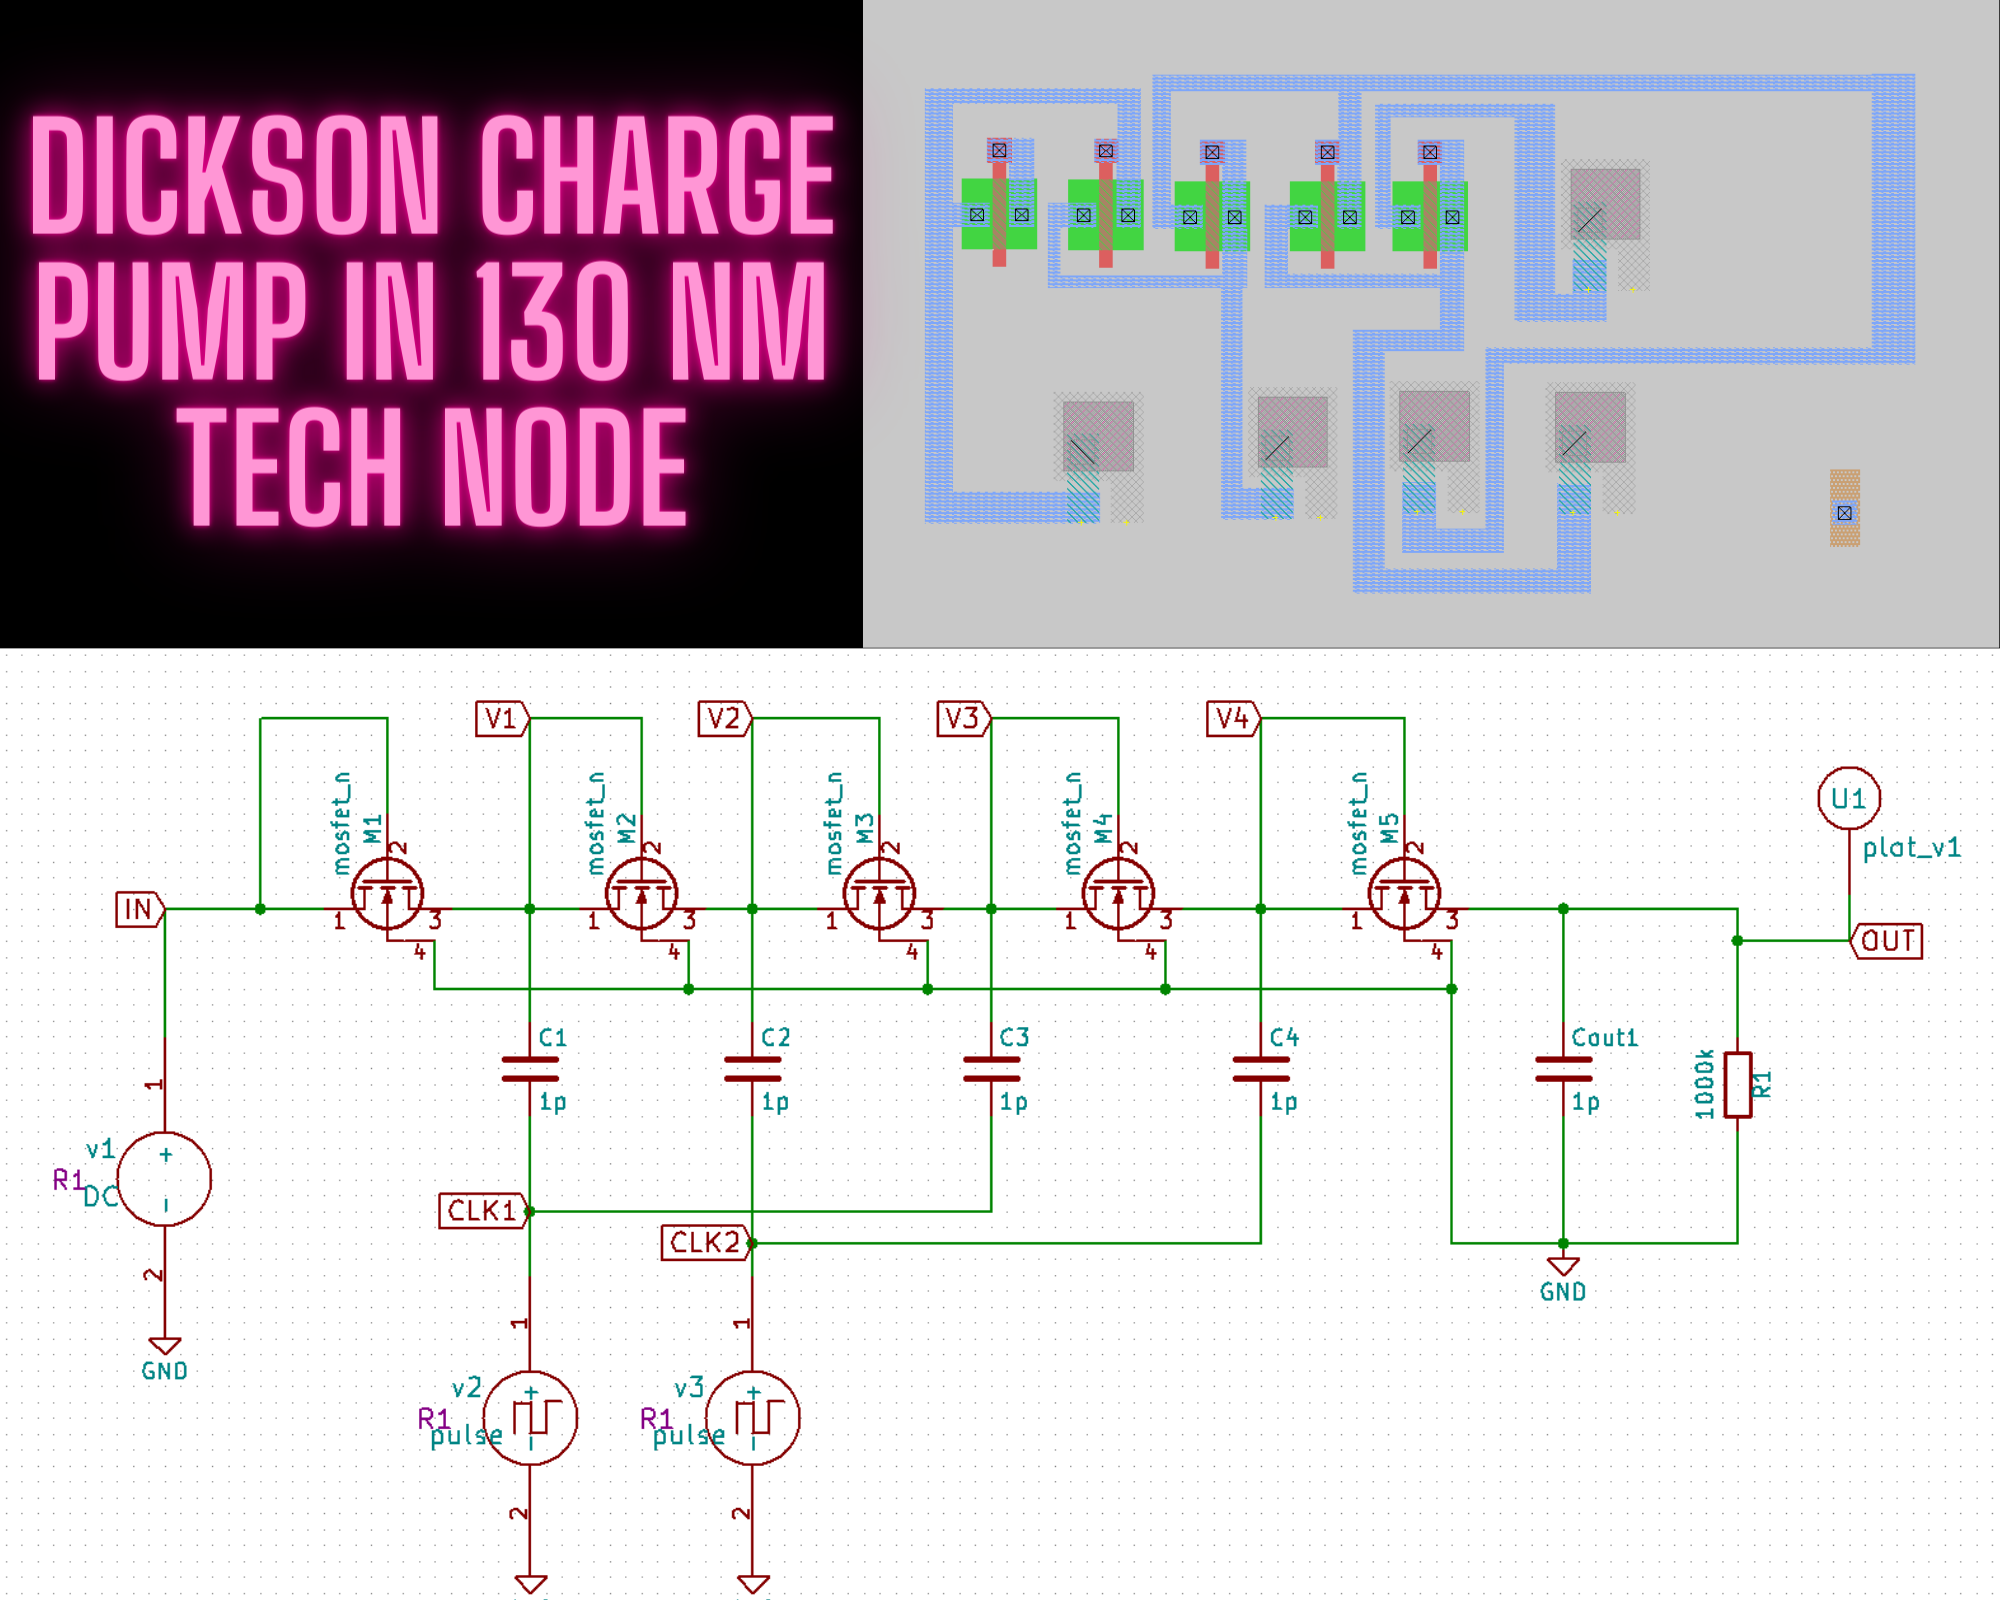 DICKSON CHARGE
PUMP IN 130 NM
TECH NODE
V1
V2
V3
V4
mosfet_n
M1
2
mosfet_n
M2
2
mosfet_n
M3
2
mosfet_n
M4
2
mosfet_n
M5
2
U1
plat_v1
IN
1
3
4
1
3
4
1
3
4
1
3
4
1
3
4
OUT
C1
1p
C2
1p
C3
1p
C4
1p
Cout1
1p
1000k
R1
1
v1
R1
DC
+
2
GND
CLK1
CLK2
GND
1
v2
R1
pulse
+
2
1
v3
R1
pulse
+
2